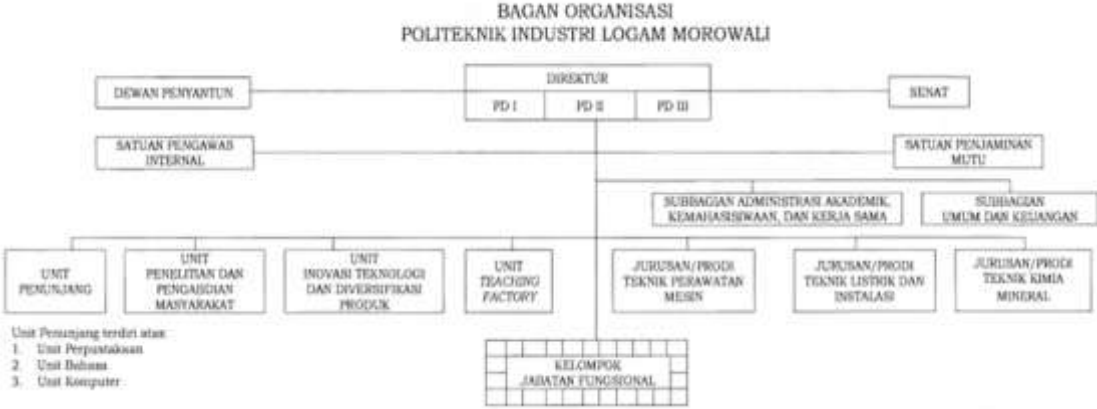 BAGAN ORGANISASI
POLITEKNIK INDUSTRI LOGAM MOROWALI
DIREKTUR
DEWAN PENYANTUN
PD I
PD II
PD III
SENAT
SATUAN PENGAWAS
INTERNAL
SATUAN PENJAMINAN
MUTU
SUBBAGIAN ADMINISTRASI AKADEMIK,
KEMAHASISIWAAN, DAN KERJA SAMA
SUBBAGIAN
UMUM DAN KEUANGAN
UNIT
PENUNJANG
UNIT
PENELITIAN DAN
PENGABDIAN
MASYARAKAT
UNIT
INOVASI TEKNOLOGI
DAN DIVERSIFIKASI
PRODUK
UNIT
TEACHING
FACTORY
JURUSAN/PRODI
TEKNIK PERAWATAN
MESIN
JURUSAN/PRODI
TEKNIK LISTRIK DAN
INSTALASI
JURUSAN/PRODI
TEKNIK KIMIA
MINERAL
Unit Penunjang terdiri atas
1. Unit Perpustakaan
2. Unit Bahasa
3. Unit Komputer
KELOMPOK
JABATAN FUNGSIONAL